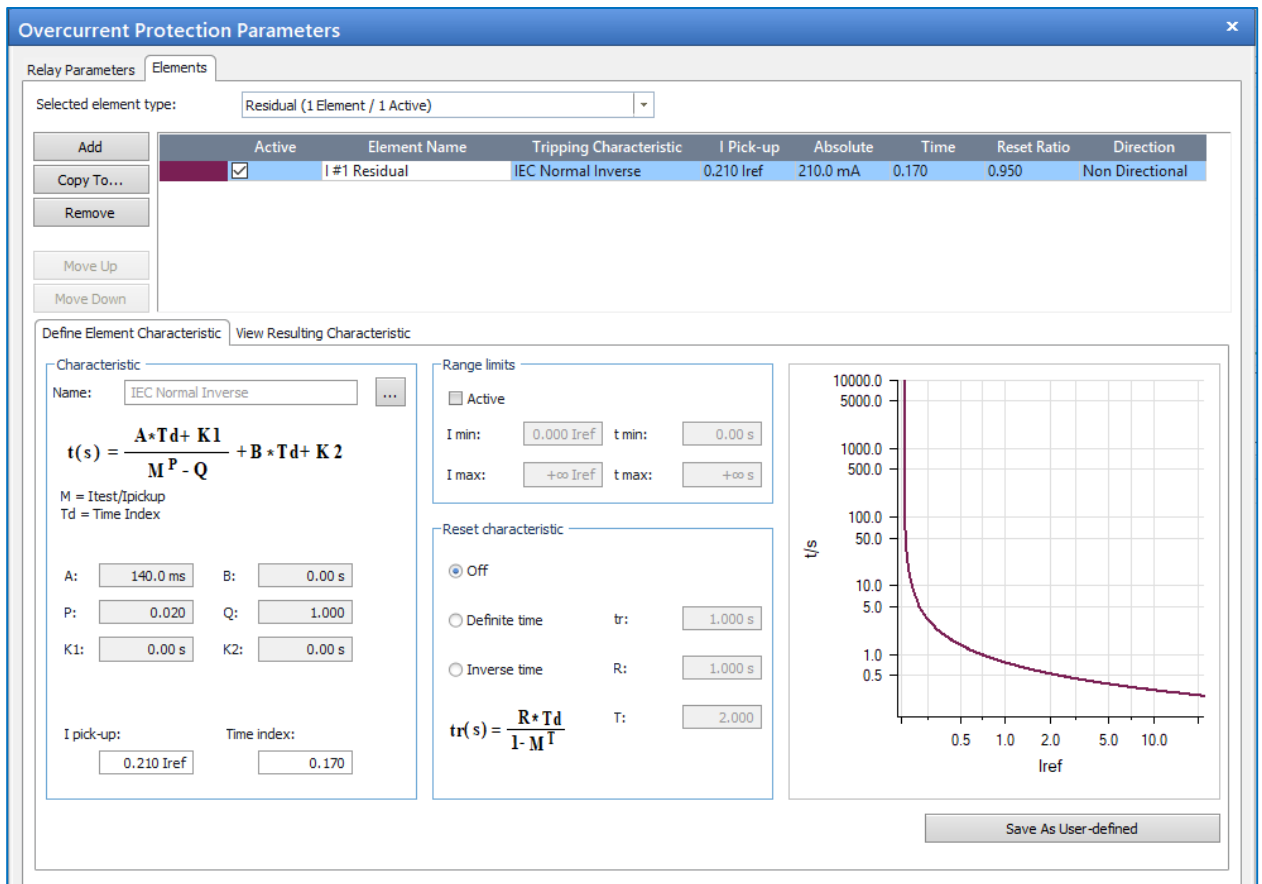 Overcurrent Protection Parameters x
Relay Parameters Elements
Selected element type: Residual (1 Element / 1 Active)
Add
Copy To...
Remove
Move Up
Move Down
Active Element Name Tripping Characteristic I Pick-up Absolute Time Reset Ratio Direction
I #1 Residual IEC Normal Inverse 0.210 Iref 210.0 mA 0.170 0.950 Non Directional
Define Element Characteristic View Resulting Characteristic
Characteristic
Name: IEC Normal Inverse ...
t(s) = A*Td+ K1 / M^P - Q + B *Td+ K 2
M = Itest/Ipickup
Td = Time Index
A: 140.0 ms B: 0.00 s
P: 0.020 Q: 1.000
K1: 0.00 s K2: 0.00 s
I pick-up: Time index:
0.210 Iref 0.170
Range limits
Active
I min: 0.000 Iref t min: 0.00 s
I max: +∞ Iref t max: +∞ s
Reset characteristic
Off
Definite time tr: 1.000 s
Inverse time R: 1.000 s
tr(s) = R*Td / 1- M^T T: 2.000
10000.0
5000.0
1000.0
500.0
100.0
50.0
10.0
5.0
1.0
0.5
t/s
0.5 1.0 2.0 5.0 10.0
Iref
Save As User-defined